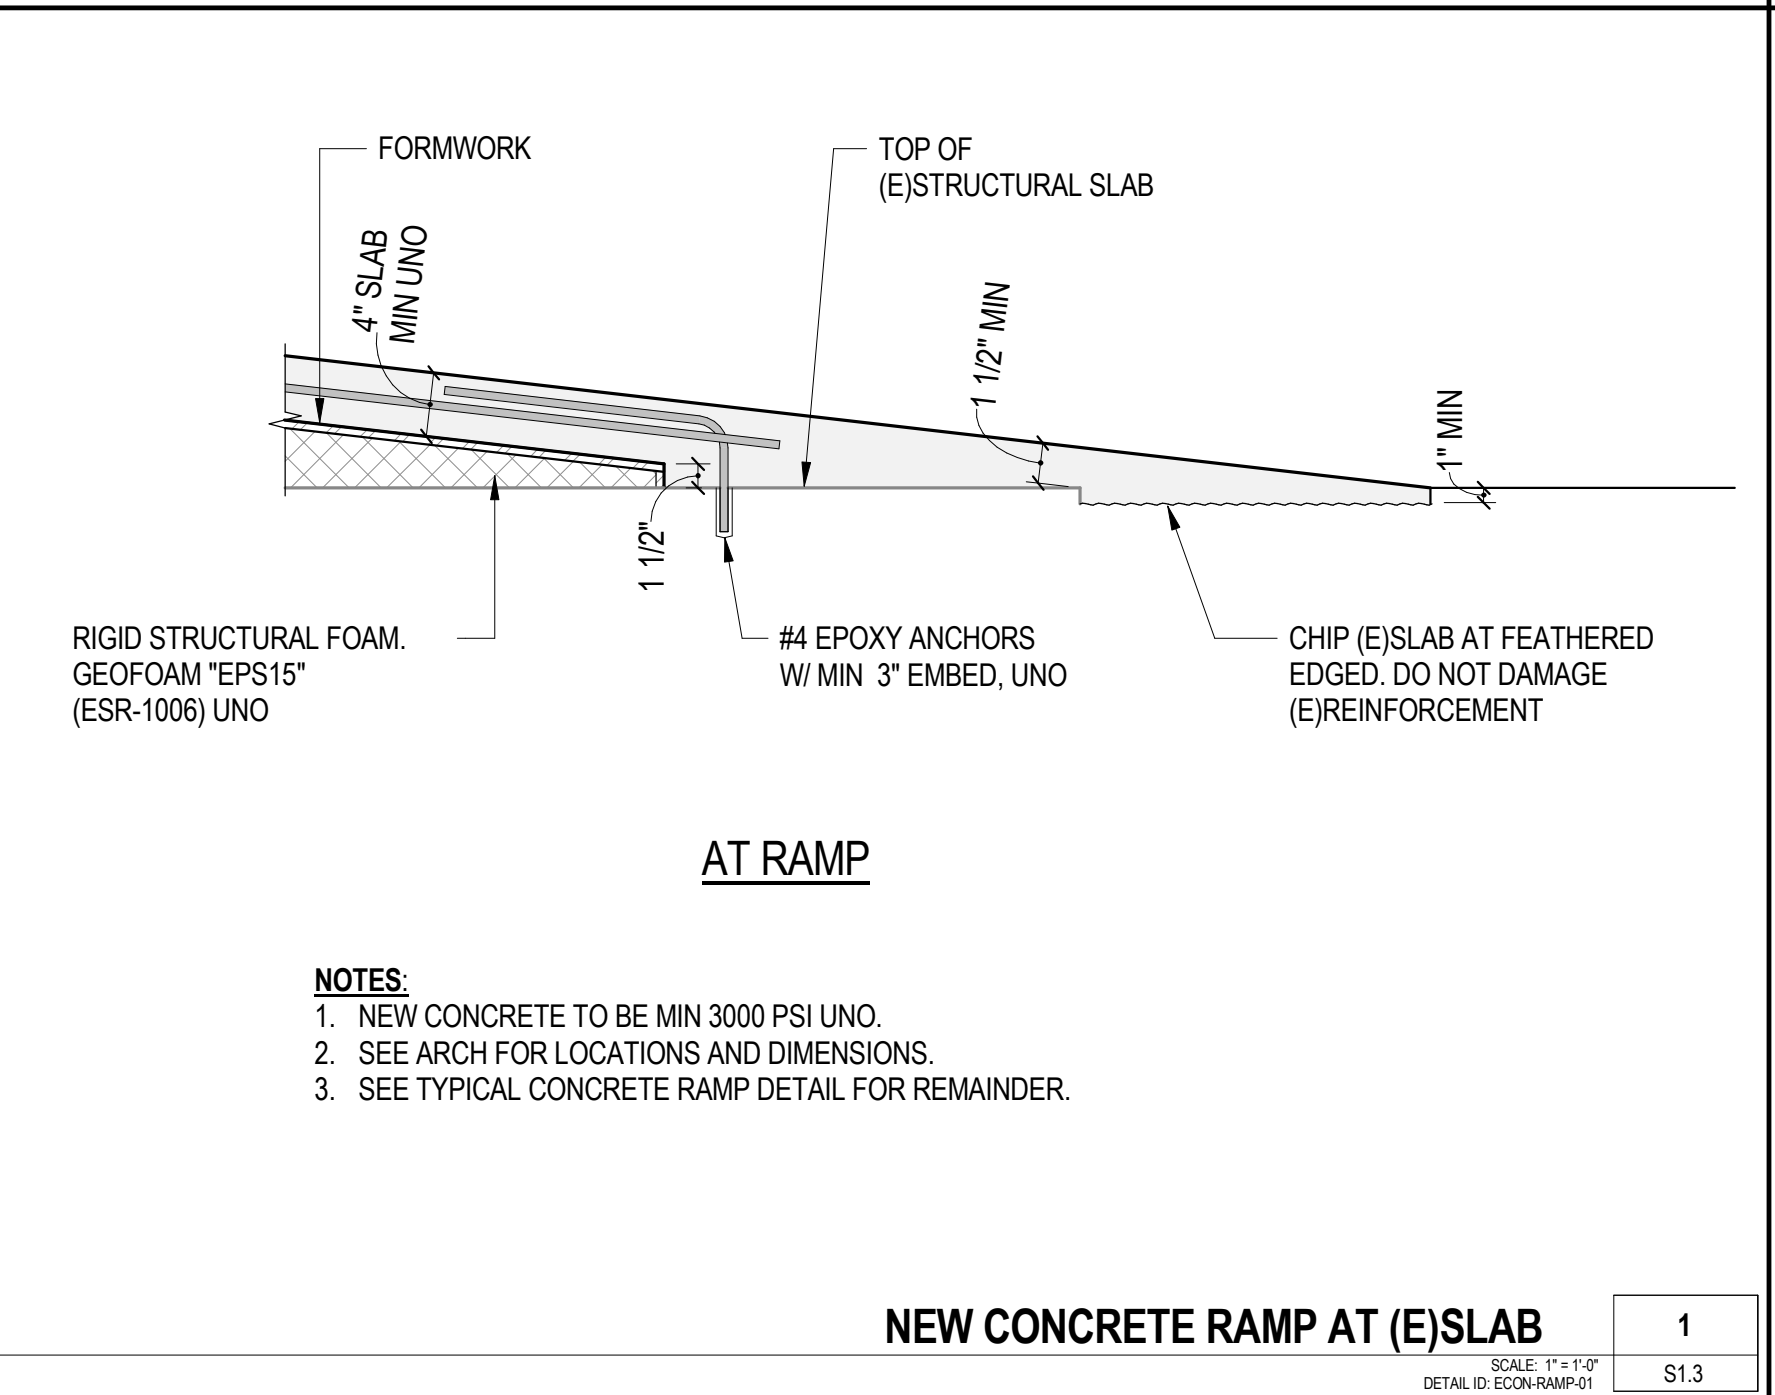 FORMWORK
TOP OF
(E)STRUCTURAL SLAB
4" SLAB
MIN UNO
1 1/2" MIN
1" MIN
1 1/2"
RIGID STRUCTURAL FOAM.
GEOFOAM "EPS15"
(ESR-1006) UNO
#4 EPOXY ANCHORS
W/ MIN  3" EMBED, UNO
CHIP (E)SLAB AT FEATHERED
EDGED. DO NOT DAMAGE
(E)REINFORCEMENT
AT RAMP
NOTES:
1. NEW CONCRETE TO BE MIN 3000 PSI UNO.
2. SEE ARCH FOR LOCATIONS AND DIMENSIONS.
3. SEE TYPICAL CONCRETE RAMP DETAIL FOR REMAINDER.
NEW CONCRETE RAMP AT (E)SLAB
1
SCALE: 1" = 1'-0"
DETAIL ID: ECON-RAMP-01
S1.3